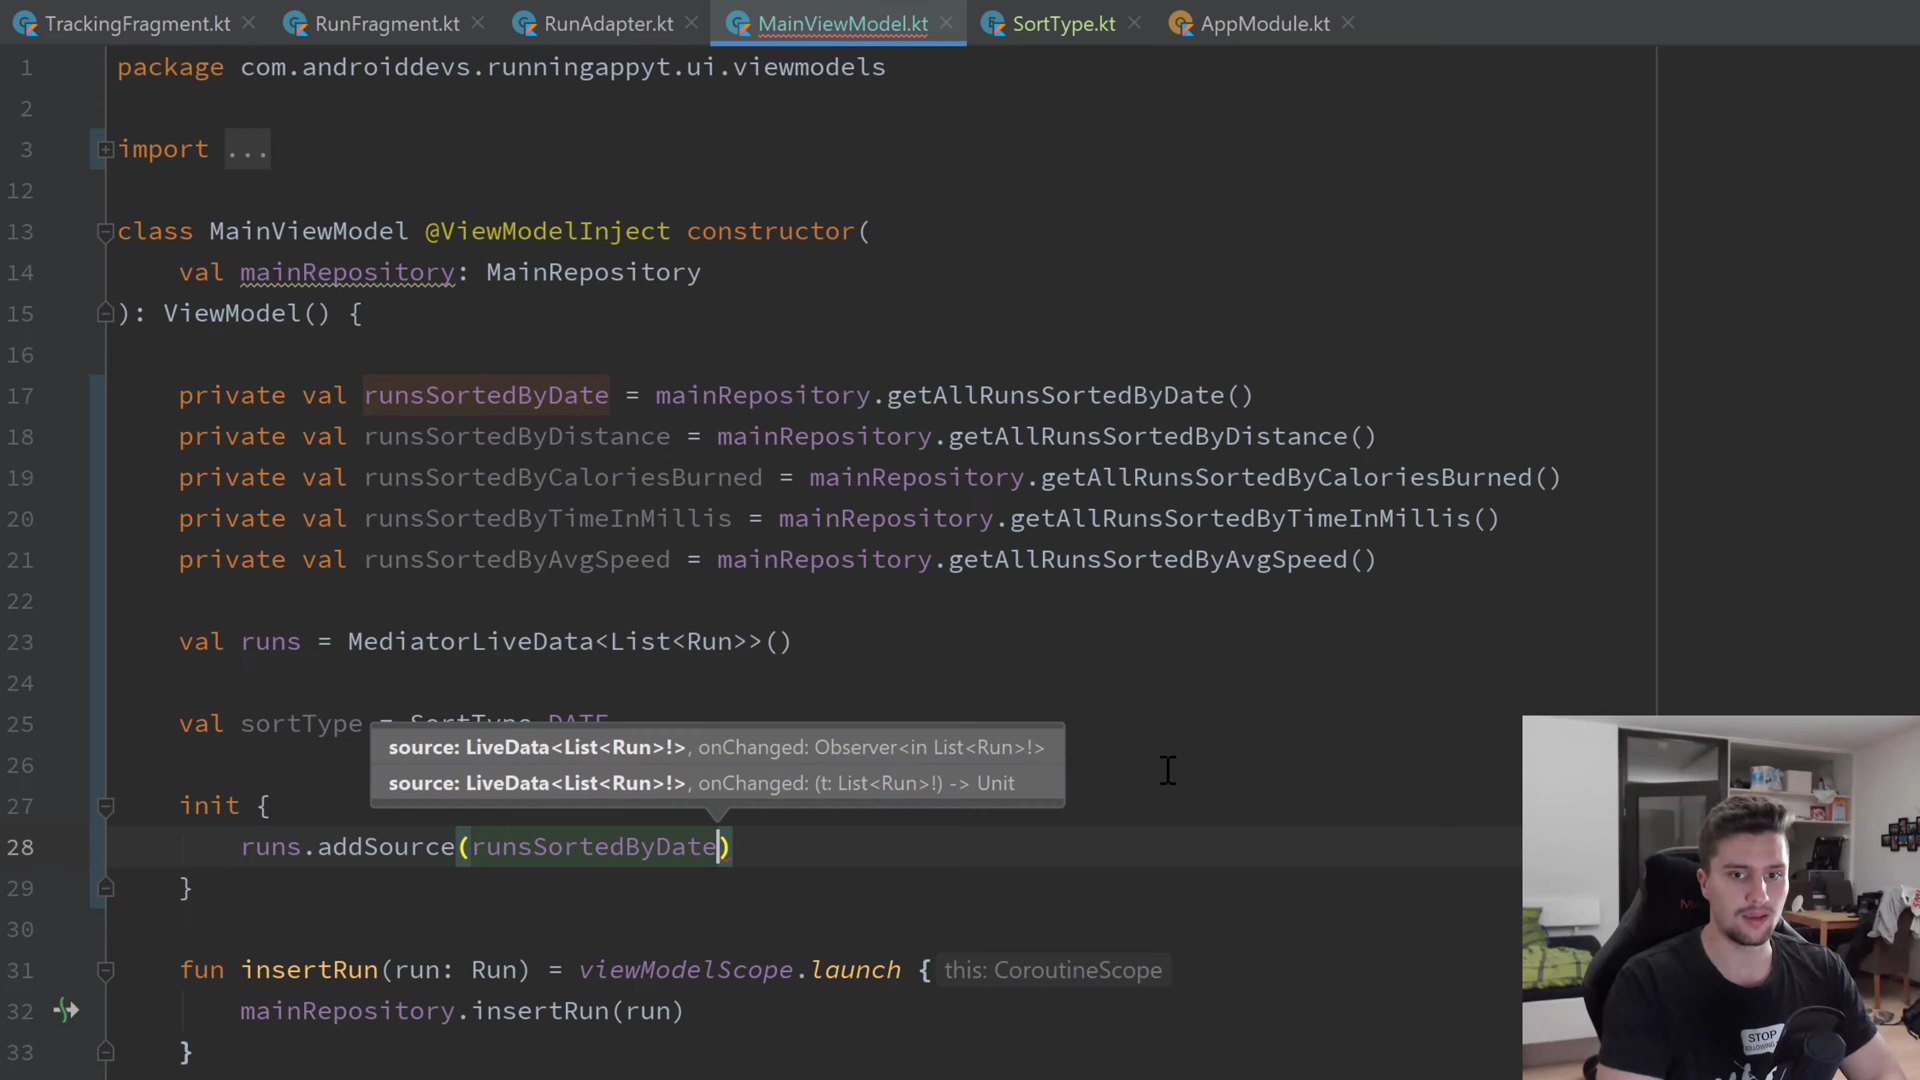 TrackingFragment.kt RunFragment.kt RunAdapter.kt MainViewModel.kt SortType.kt AppModule.kt
1 package com.androiddevs.runningappyt.ui.viewmodels
2
3 import ...
12
13 class MainViewModel @ViewModelInject constructor(
14 val mainRepository: MainRepository
15 ): ViewModel() {
16
17 private val runsSortedByDate = mainRepository.getAllRunsSortedByDate()
18 private val runsSortedByDistance = mainRepository.getAllRunsSortedByDistance()
19 private val runsSortedByCaloriesBurned = mainRepository.getAllRunsSortedByCaloriesBurned()
20 private val runsSortedByTimeInMillis = mainRepository.getAllRunsSortedByTimeInMillis()
21 private val runsSortedByAvgSpeed = mainRepository.getAllRunsSortedByAvgSpeed()
22
23 val runs = MediatorLiveData<List<Run>>()
24
25 val sortType = SortType.DATE
source: LiveData<List<Run>!>, onChanged: Observer<in List<Run>!>
26
source: LiveData<List<Run>!>, onChanged: (t: List<Run>!) -> Unit
27 init {
28 runs.addSource(runsSortedByDate)
29 }
30
31 fun insertRun(run: Run) = viewModelScope.launch { this: CoroutineScope
32 mainRepository.insertRun(run)
33 }
STOP